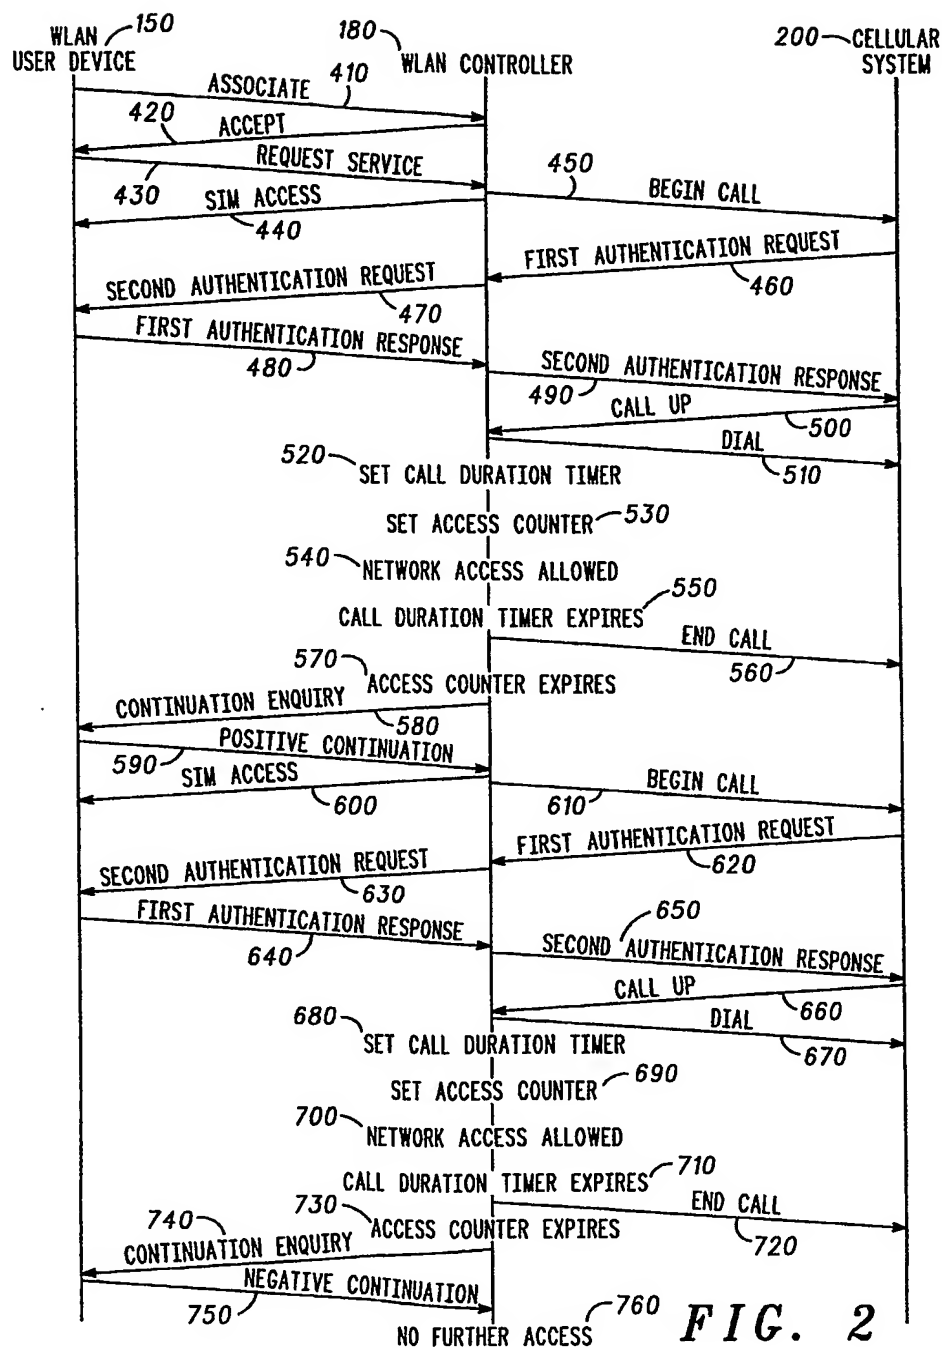 WLAN USER DEVICE 150
180 WLAN CONTROLLER
200 CELLULAR SYSTEM
ASSOCIATE 410
420 ACCEPT
430 REQUEST SERVICE
450 BEGIN CALL
SIM ACCESS 440
FIRST AUTHENTICATION REQUEST 460
SECOND AUTHENTICATION REQUEST 470
FIRST AUTHENTICATION RESPONSE 480
SECOND AUTHENTICATION RESPONSE 490
CALL UP 500
DIAL 510
520 SET CALL DURATION TIMER
SET ACCESS COUNTER 530
540 NETWORK ACCESS ALLOWED
CALL DURATION TIMER EXPIRES 550
END CALL 560
570 ACCESS COUNTER EXPIRES
CONTINUATION ENQUIRY 580
590 POSITIVE CONTINUATION
SIM ACCESS 600
610 BEGIN CALL
FIRST AUTHENTICATION REQUEST 620
SECOND AUTHENTICATION REQUEST 630
FIRST AUTHENTICATION RESPONSE 640
650 SECOND AUTHENTICATION RESPONSE
CALL UP 660
DIAL 670
680 SET CALL DURATION TIMER
SET ACCESS COUNTER 690
700 NETWORK ACCESS ALLOWED
CALL DURATION TIMER EXPIRES 710
END CALL 720
730 ACCESS COUNTER EXPIRES
740 CONTINUATION ENQUIRY
750 NEGATIVE CONTINUATION
NO FURTHER ACCESS 760
FIG. 2